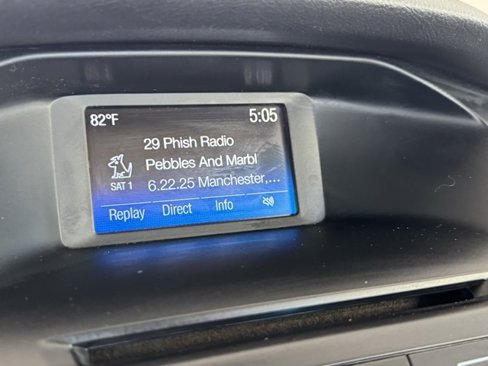 82°F 5:05
29 Phish Radio
Pebbles And Marbl
SAT 1 6.22.25 Manchester,...
Replay Direct Info